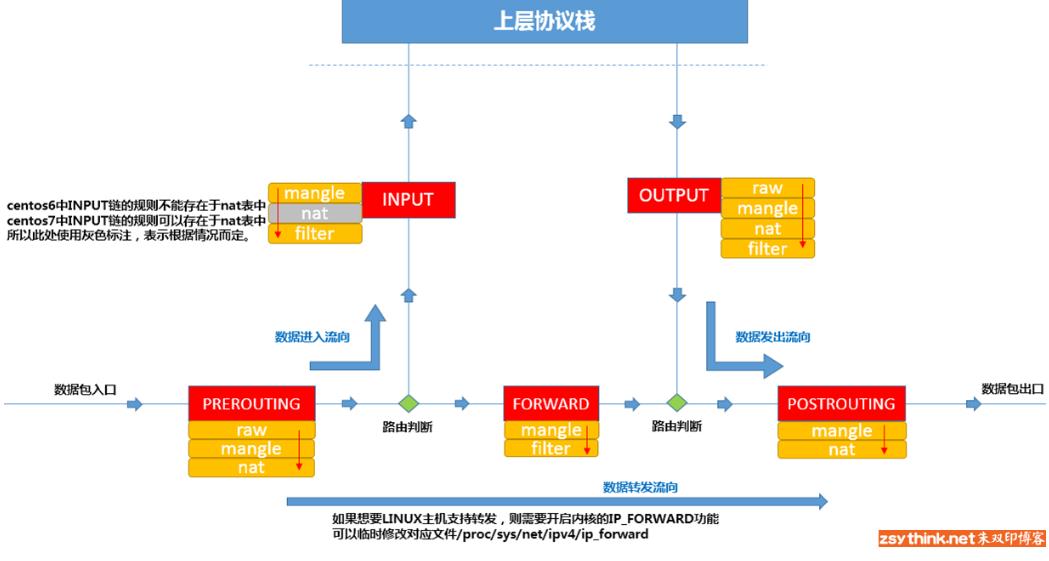 上层协议栈
mangle
nat
filter
INPUT
OUTPUT
raw
mangle
nat
filter
centos6中INPUT链的规则不能存在于nat表中
centos7中INPUT链的规则可以存在于nat表中
所以此处使用灰色标注，表示根据情况而定。
数据进入流向
数据发出流向
数据包入口
PREROUTING
raw
mangle
nat
路由判断
FORWARD
mangle
filter
路由判断
POSTROUTING
mangle
nat
数据包出口
数据转发流向
如果想要LINUX主机支持转发，则需要开启内核的IP_FORWARD功能
可以临时修改对应文件/proc/sys/net/ipv4/ip_forward
zsythink.net朱双印博客